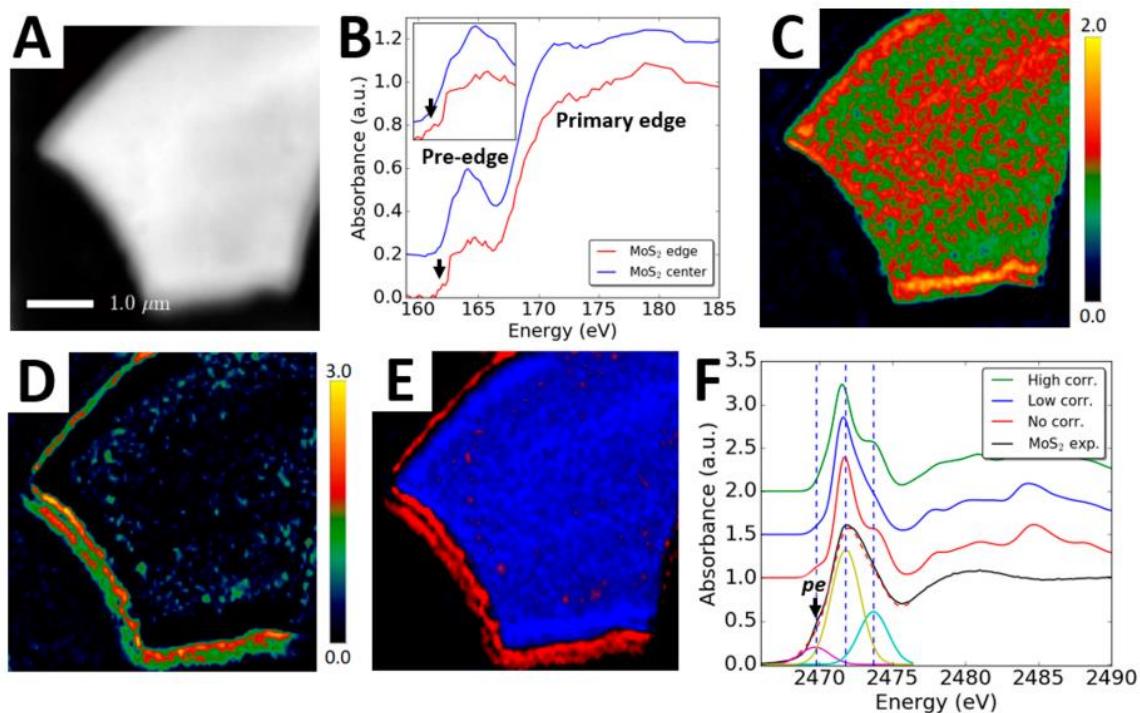 A
1.0 μm
B
Absorbance (a.u.)
1.2
1.0
0.8
0.6
0.4
0.2
0.0
Pre-edge
Primary edge
MoS2 edge
MoS2 center
160 165 170 175 180 185
Energy (eV)
C
2.0
0.0
D
3.0
0.0
E
F
Absorbance (a.u.)
3.5
3.0
2.5
2.0
1.5
1.0
0.5
0.0
High corr.
Low corr.
No corr.
MoS2 exp.
pe
2470 2475 2480 2485 2490
Energy (eV)